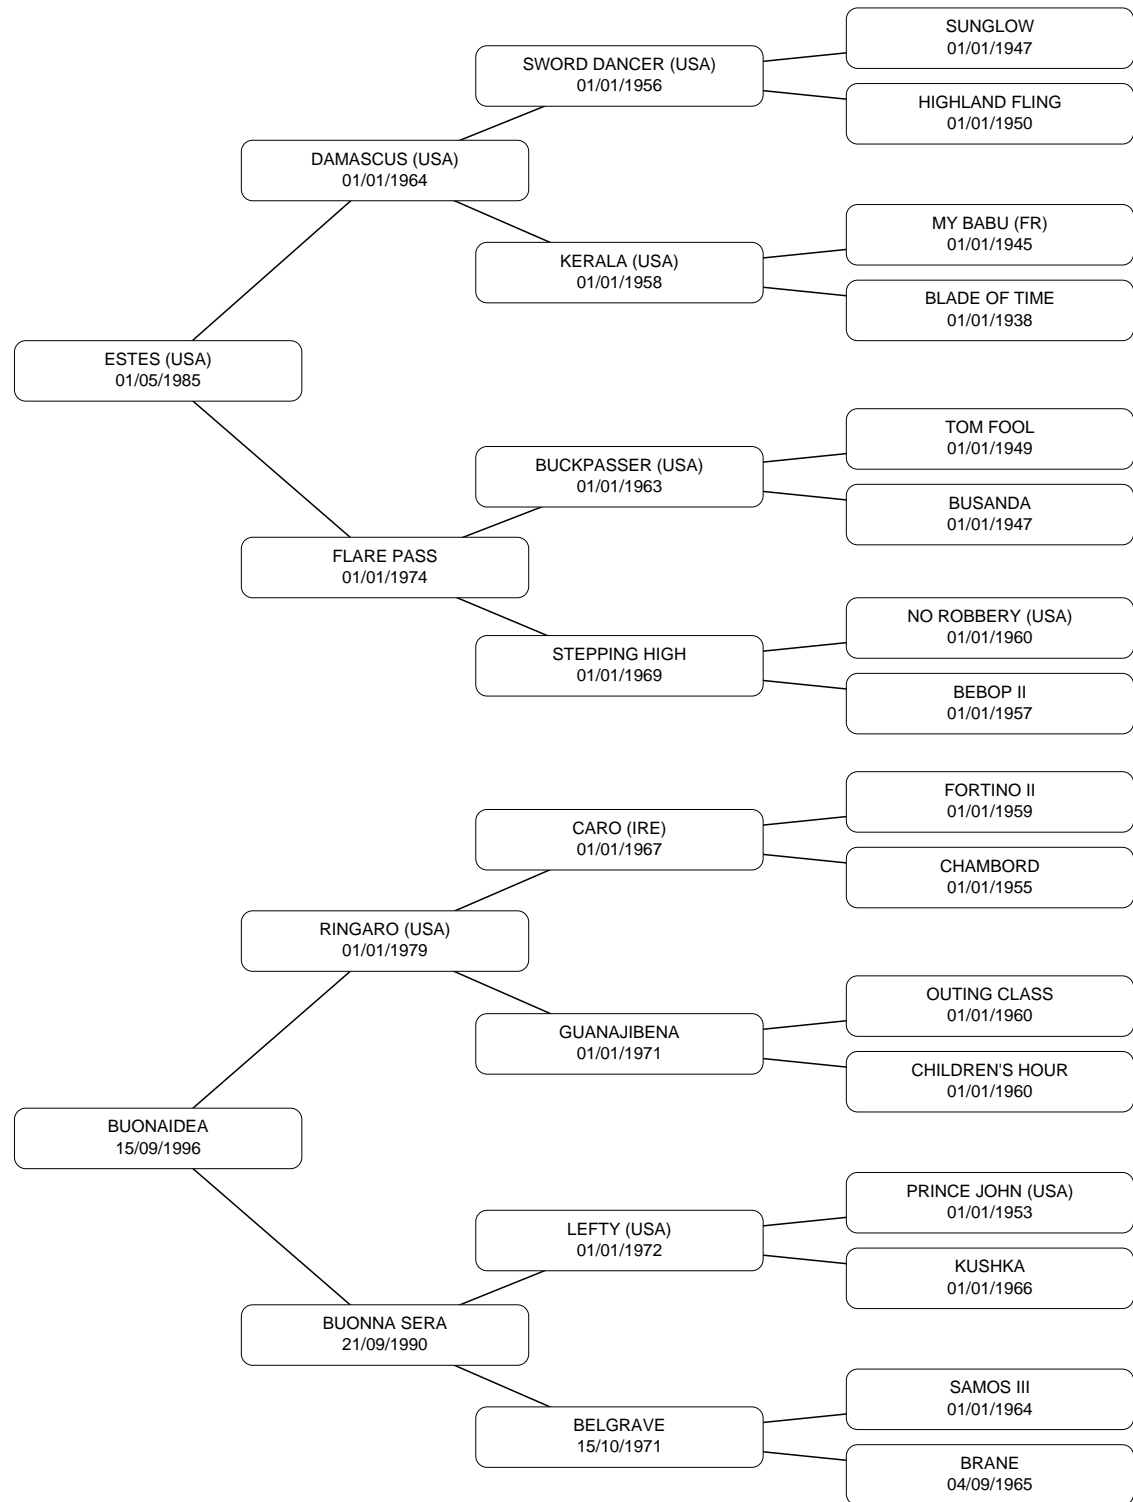 SUNGLOW
01/01/1947
SWORD DANCER (USA)
01/01/1956
HIGHLAND FLING
01/01/1950
DAMASCUS (USA)
01/01/1964
MY BABU (FR)
01/01/1945
KERALA (USA)
01/01/1958
BLADE OF TIME
01/01/1938
ESTES (USA)
01/05/1985
TOM FOOL
01/01/1949
BUCKPASSER (USA)
01/01/1963
BUSANDA
01/01/1947
FLARE PASS
01/01/1974
NO ROBBERY (USA)
01/01/1960
STEPPING HIGH
01/01/1969
BEBOP II
01/01/1957
FORTINO II
01/01/1959
CARO (IRE)
01/01/1967
CHAMBORD
01/01/1955
RINGARO (USA)
01/01/1979
OUTING CLASS
01/01/1960
GUANAJIBENA
01/01/1971
CHILDREN'S HOUR
01/01/1960
BUONAIDEA
15/09/1996
PRINCE JOHN (USA)
01/01/1953
LEFTY (USA)
01/01/1972
KUSHKA
01/01/1966
BUONNA SERA
21/09/1990
SAMOS III
01/01/1964
BELGRAVE
15/10/1971
BRANE
04/09/1965